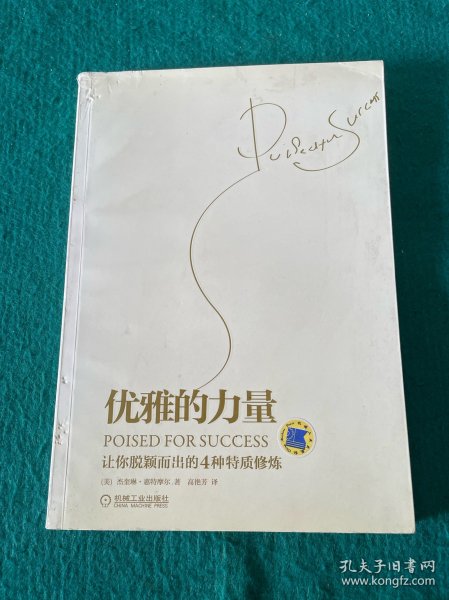 Poised for Success
优雅的力量
POISED FOR SUCCESS
让你脱颖而出的4种特质修炼
(美) 杰奎琳·惠特摩尔 著 高艳芳 译
机械工业出版社
CHINA MACHINE PRESS
孔夫子旧书网
www.kongfz.com